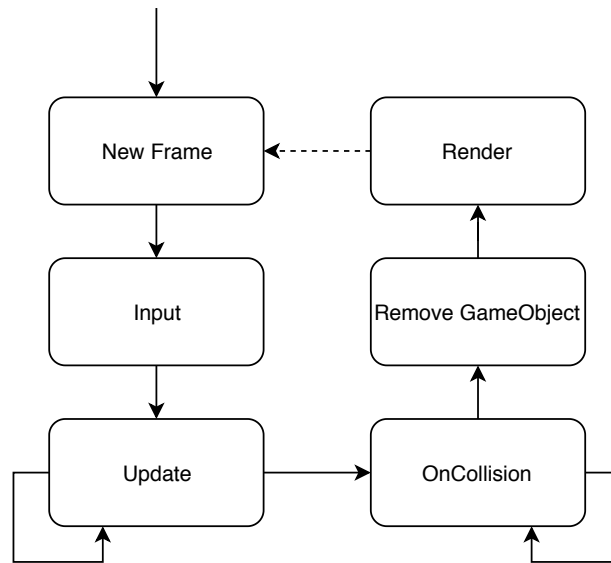 New Frame
Render
Input
Remove GameObject
Update
OnCollision